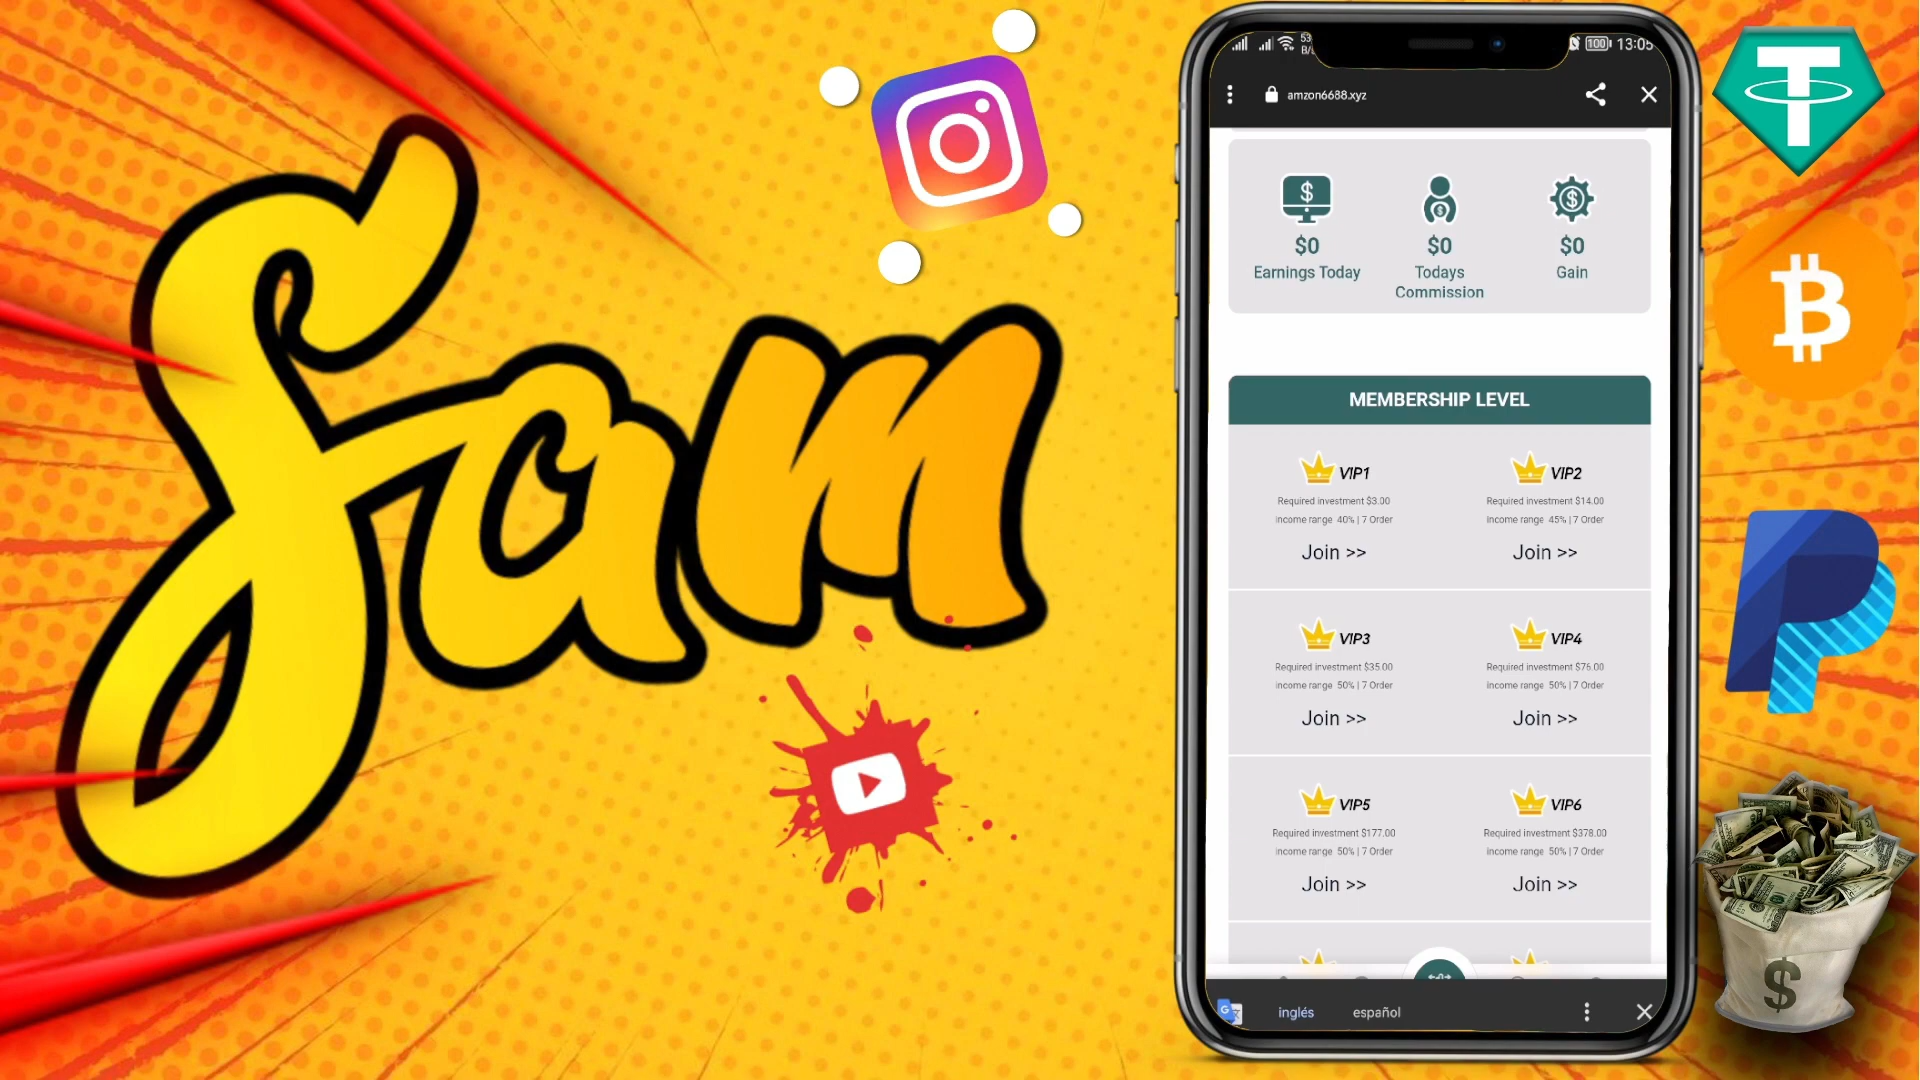 Sam
53
B/s
100
13:05
amzon6688.xyz
$0
Earnings Today
$0
Todays
Commission
$0
Gain
MEMBERSHIP LEVEL
VIP1
Required investment $3.00
income range 40% | 7 Order
Join >>
VIP2
Required investment $14.00
income range 45% | 7 Order
Join >>
VIP3
Required investment $35.00
income range 50% | 7 Order
Join >>
VIP4
Required investment $76.00
income range 50% | 7 Order
Join >>
VIP5
Required investment $177.00
income range 50% | 7 Order
Join >>
VIP6
Required investment $378.00
income range 50% | 7 Order
Join >>
inglés español